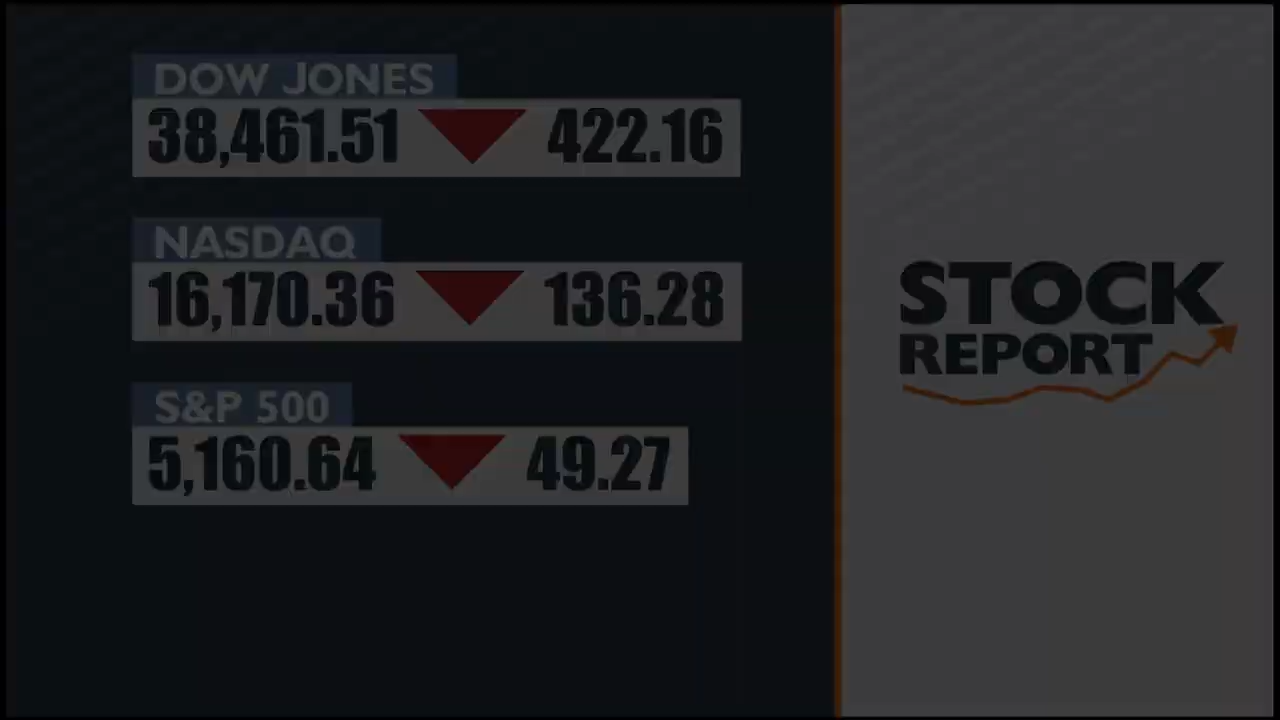 DOW JONES
38,461.51 422.16
NASDAQ
16,170.36 136.28
S&P 500
5,160.64 49.27
STOCK
REPORT